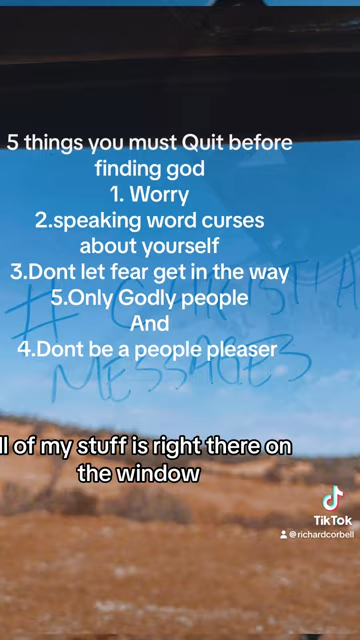 5 things you must Quit before
finding god
1. Worry
2.speaking word curses
about yourself
3.Dont let fear get in the way
5.Only Godly people
And
4.Dont be a people pleaser
# CHRISTIA
MESSAGES
ll of my stuff is right there on
the window
TikTok
@richardcorbell